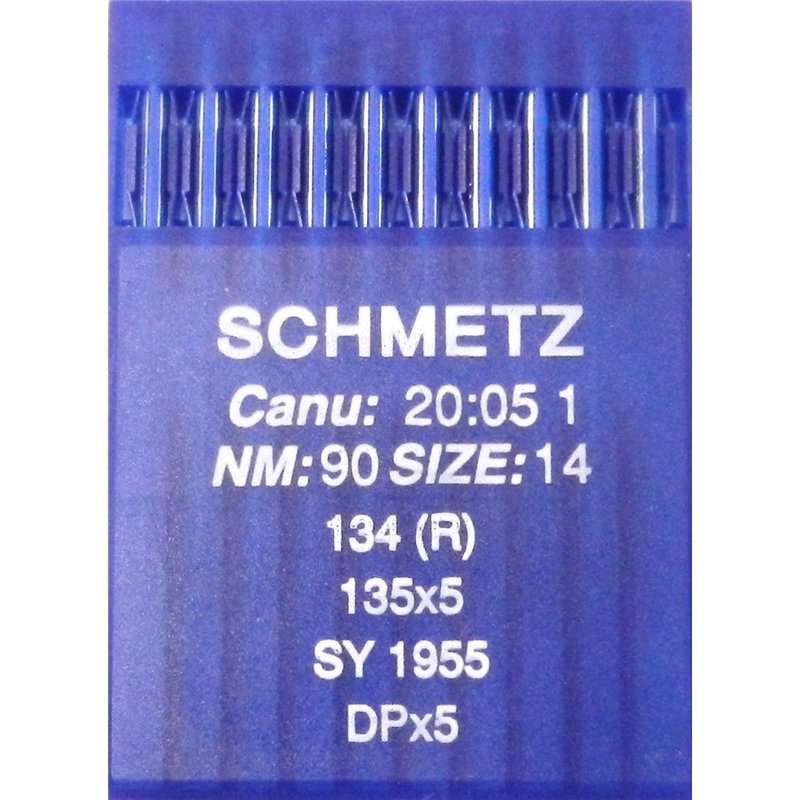 SCHMETZ
Canu: 20:05 1
NM:90 SIZE:14
134 (R)
135x5
SY 1955
DPx5